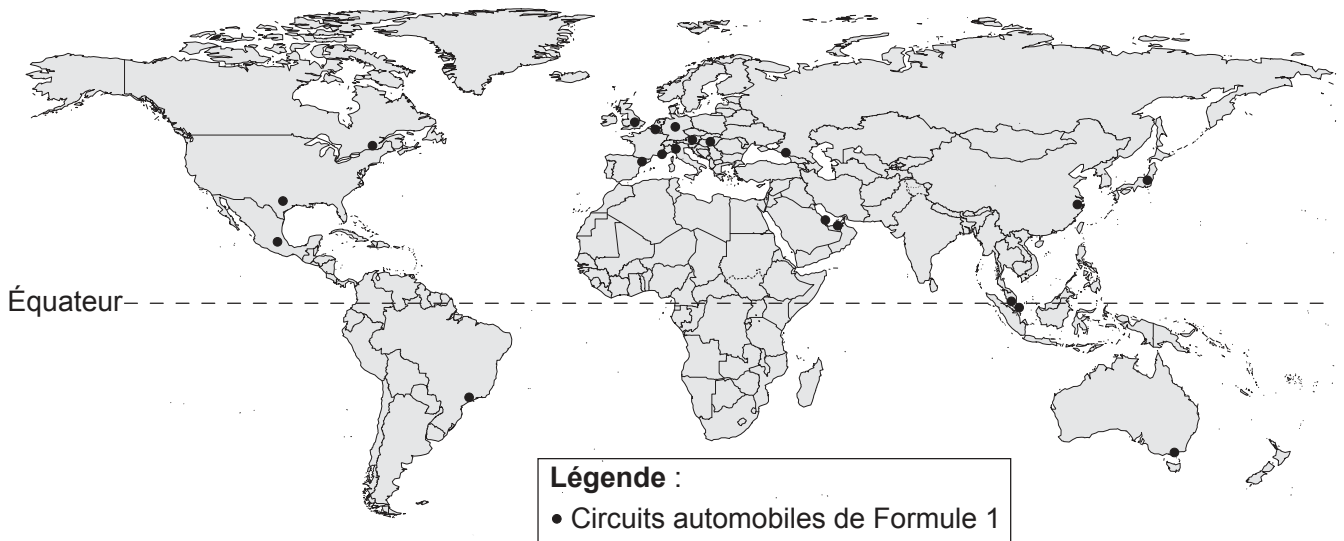 Équateur
Légende :
• Circuits automobiles de Formule 1